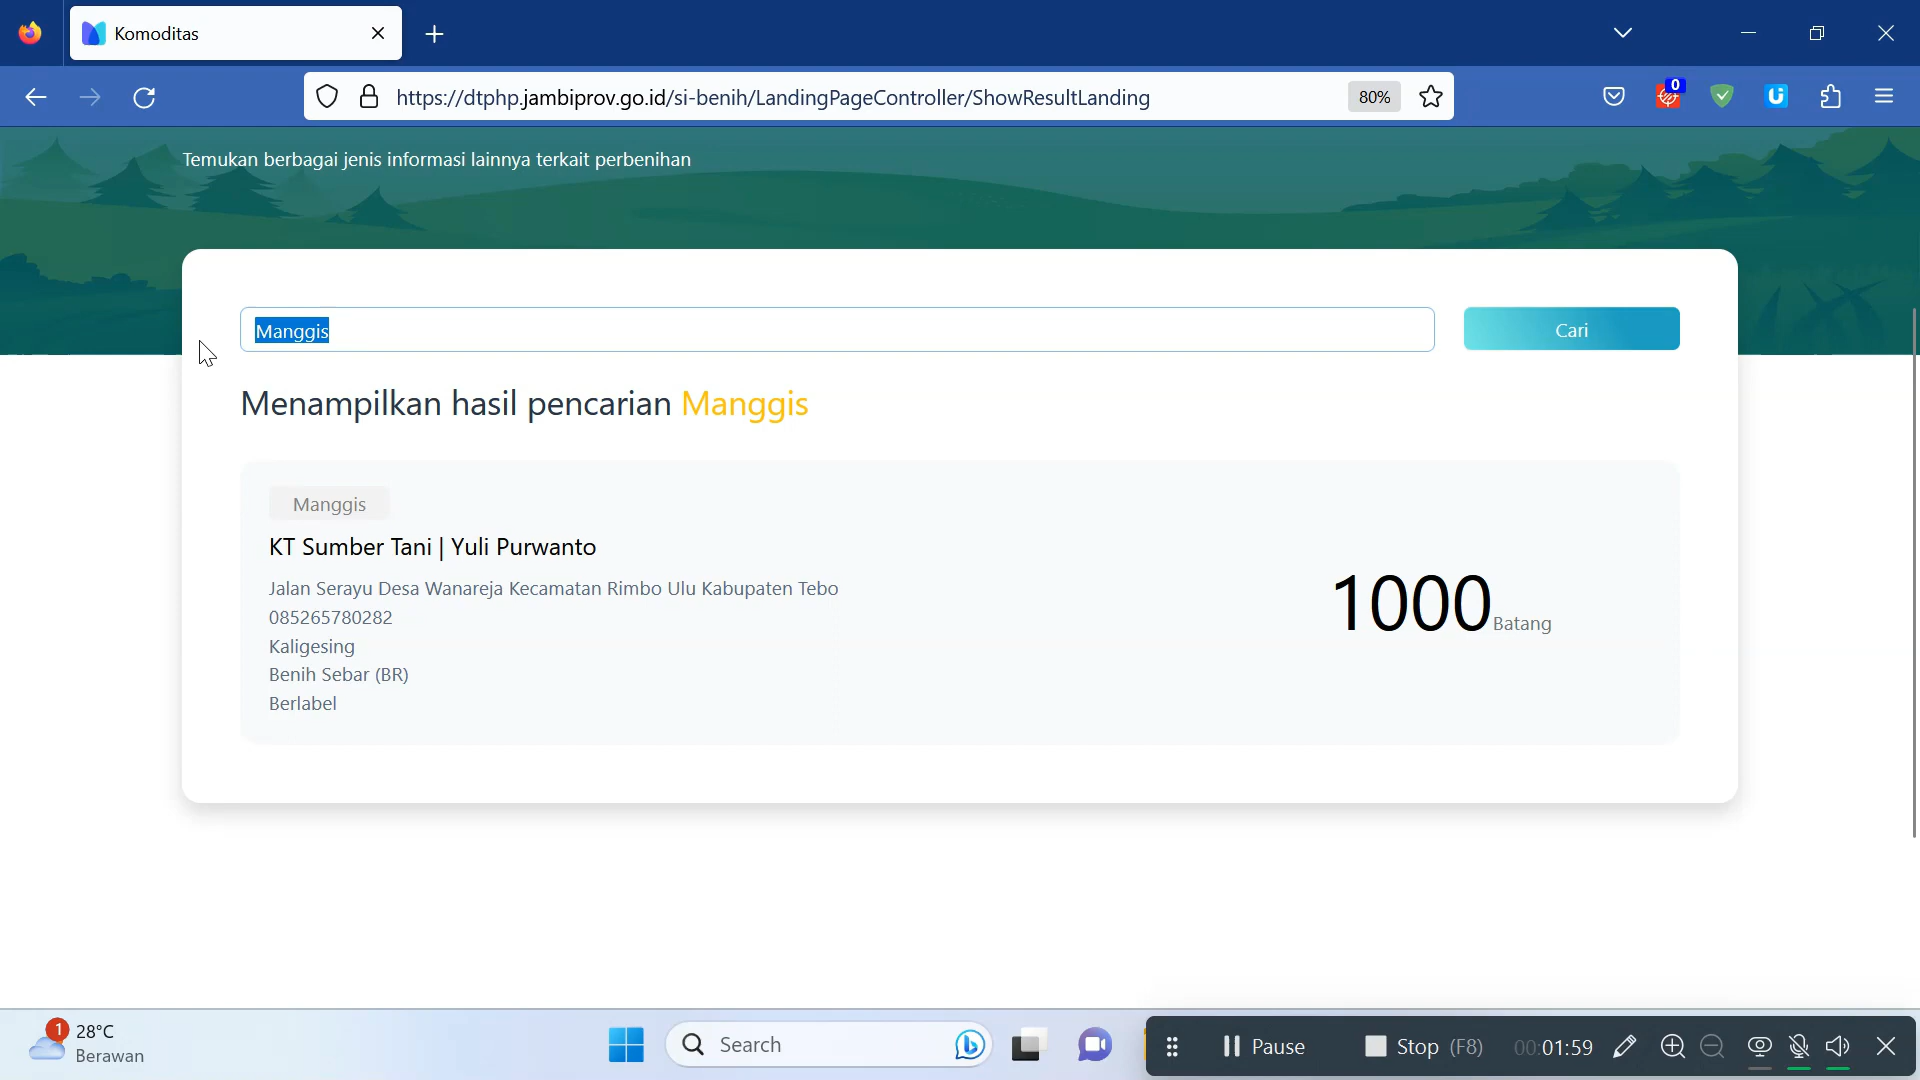 Komoditas
https://dtphp.jambiprov.go.id/si-benih/LandingPageController/ShowResultLanding
80%
0
Temukan berbagai jenis informasi lainnya terkait perbenihan
Manggis
Cari
Menampilkan hasil pencarian Manggis
Manggis
KT Sumber Tani | Yuli Purwanto
Jalan Serayu Desa Wanareja Kecamatan Rimbo Ulu Kabupaten Tebo
085265780282
Kaligesing
Benih Sebar (BR)
Berlabel
1000 Batang
1
28°C
Berawan
Search
Pause
Stop (F8)
00:01:59